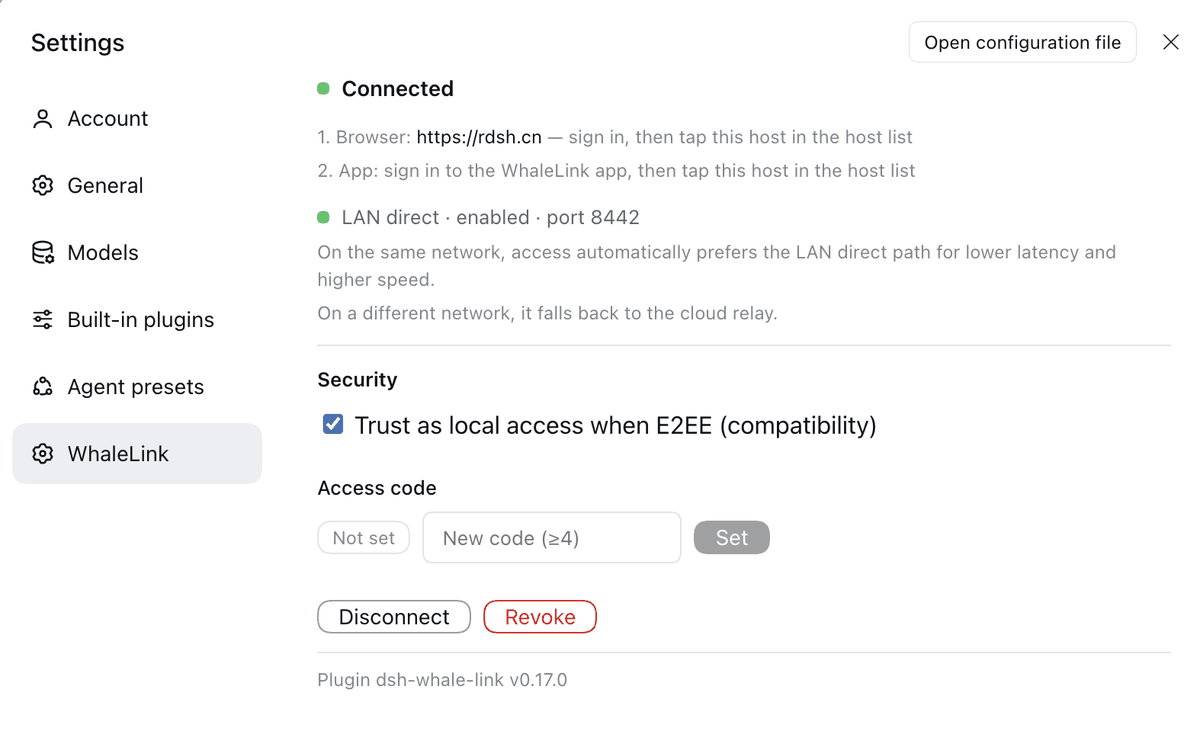 Settings
Open configuration file
Account
General
Models
Built-in plugins
Agent presets
WhaleLink
Connected
1. Browser: https://rdsh.cn — sign in, then tap this host in the host list
2. App: sign in to the WhaleLink app, then tap this host in the host list
LAN direct · enabled · port 8442
On the same network, access automatically prefers the LAN direct path for lower latency and
higher speed.
On a different network, it falls back to the cloud relay.
Security
Trust as local access when E2EE (compatibility)
Access code
Not set
New code (≥4)
Set
Disconnect
Revoke
Plugin dsh-whale-link v0.17.0